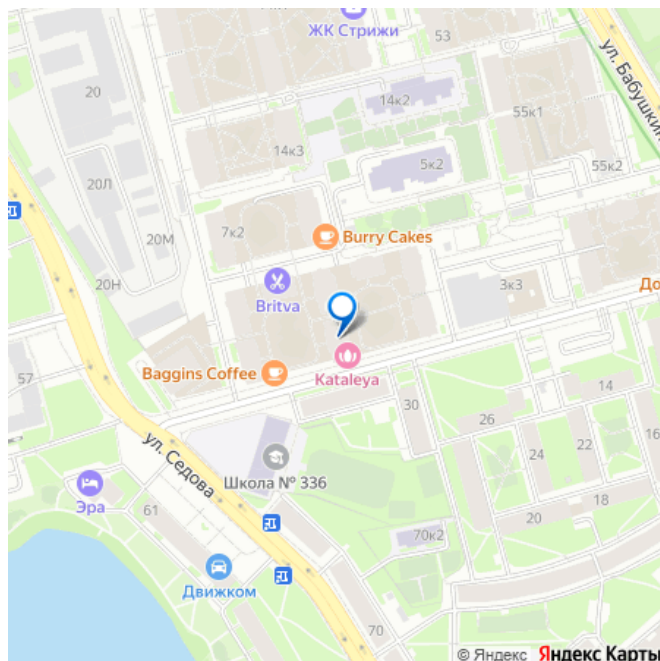 ЖК Стрижи
53
ул. Бабушкин
20
14к2
55к1
14к3
5к2
55к2
20Л
7к2
20М
Burry Cakes
20Н
3к3
До
Britva
Baggins Coffee
Kataleya
57
14
30
26
16
22
24
ул. Седова
Школа № 336
18
Эра
61
20
70к2
Движком
70
© Яндекс Яндекс Карты